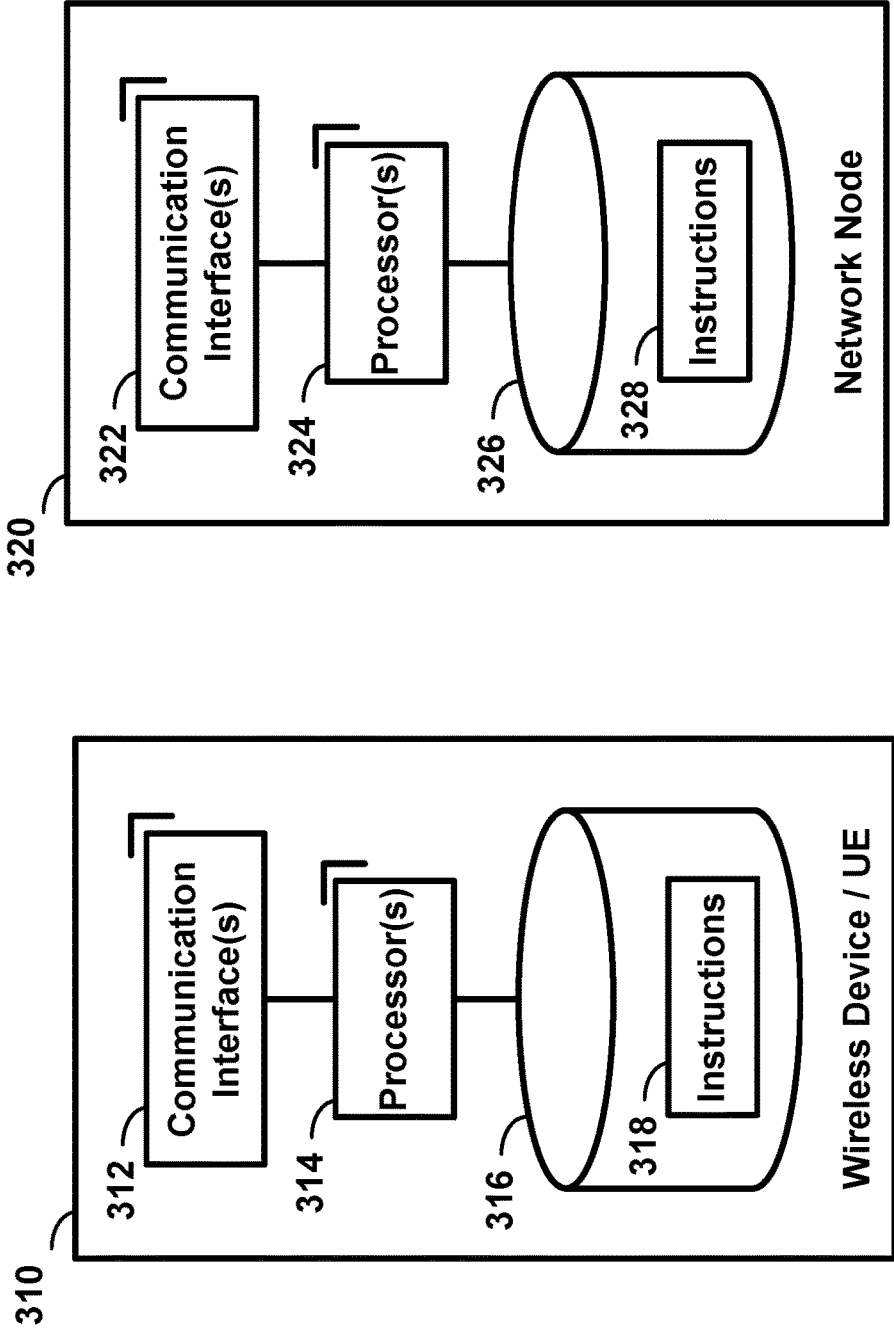 310
312
Communication
Interface(s)
314
Processor(s)
316
318
Instructions
Wireless Device / UE
320
322
Communication
Interface(s)
324
Processor(s)
326
328
Instructions
Network Node